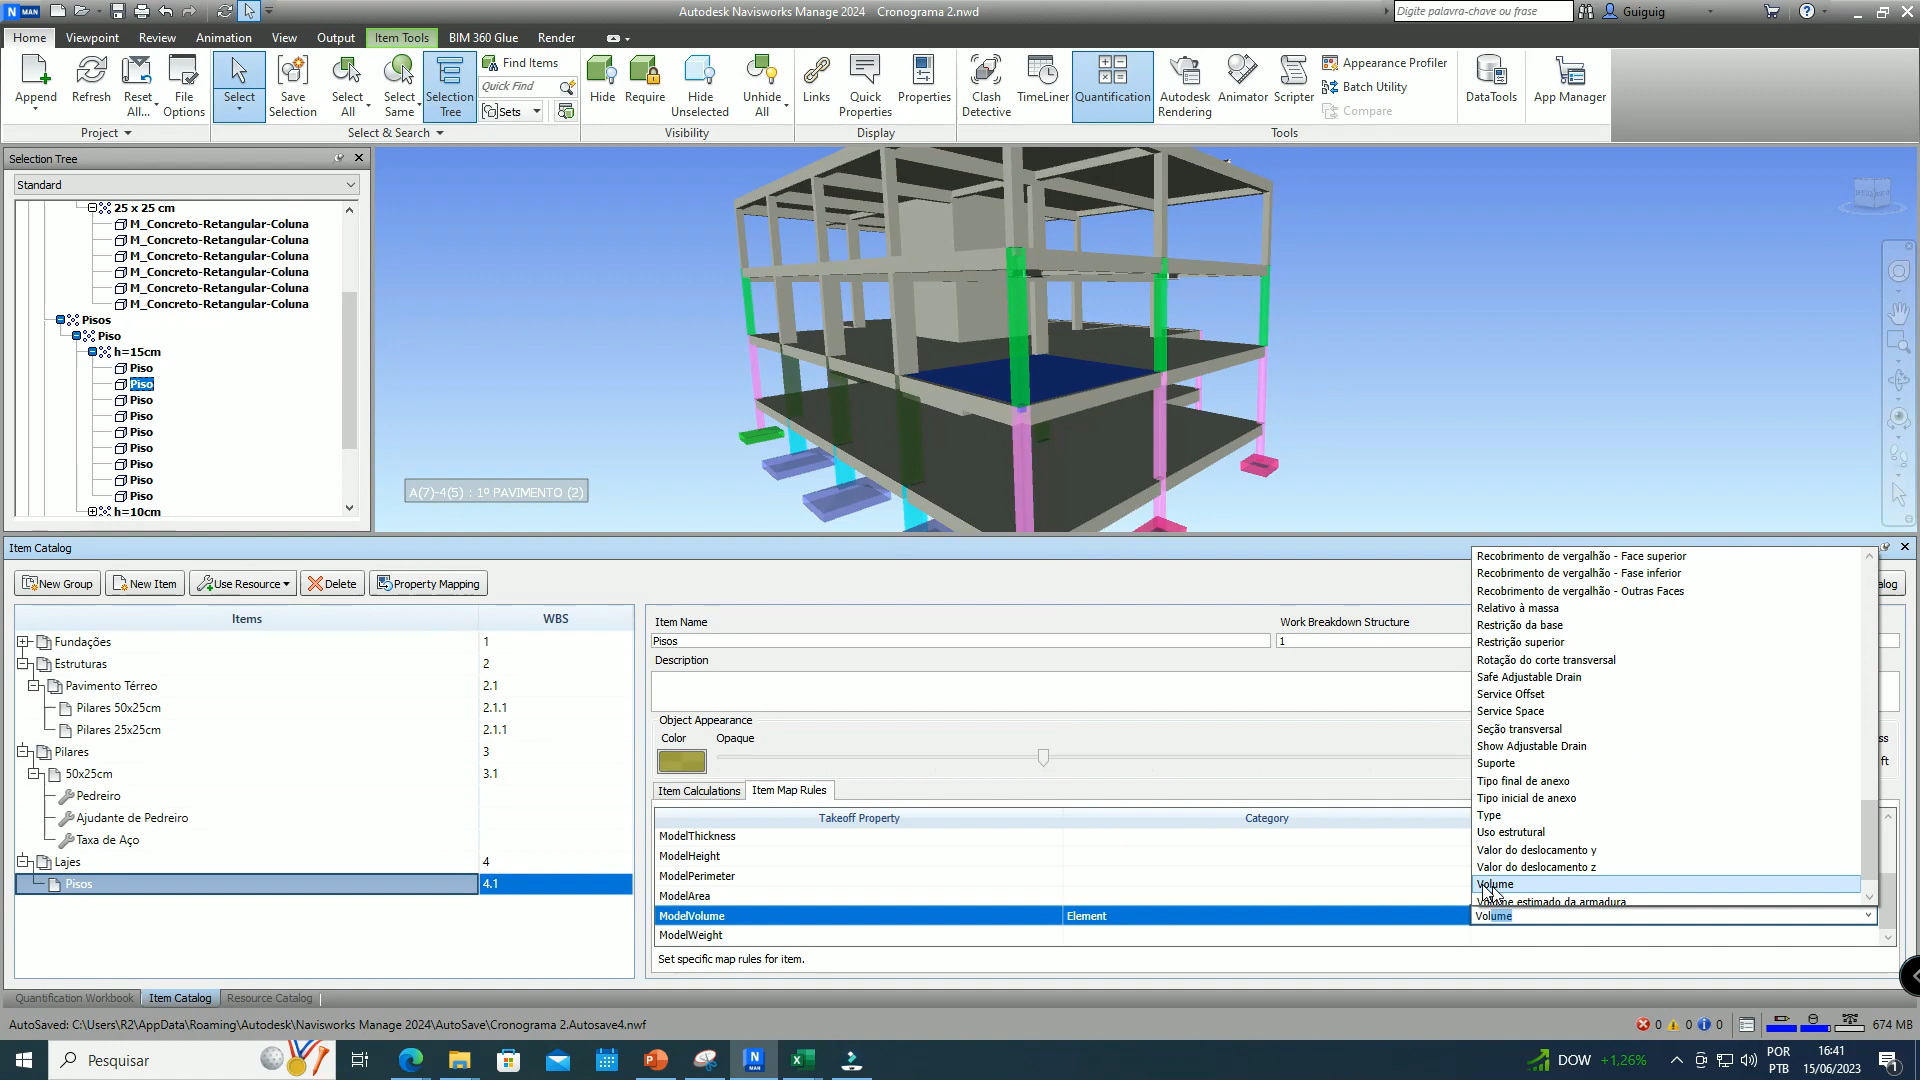 N MAN
Autodesk Navisworks Manage 2024 Cronograma 2.nwd
Digite palavra-chave ou frase
Guiguig
Home Viewpoint Review Animation View Output Item Tools BIM 360 Glue Render
Append Refresh Reset All... File Options
Project
Select Save Selection Select All Select Same Selection Tree
Find Items
Quick Find
Sets
Select & Search
Hide Require Hide Unselected Unhide All
Visibility
Links Quick Properties Properties
Display
Clash Detective TimeLiner Quantification Autodesk Rendering Animator Scripter
Appearance Profiler
Batch Utility
Compare
Tools
DataTools
App Manager
Selection Tree
Standard
25 x 25 cm
M_Concreto-Retangular-Coluna
M_Concreto-Retangular-Coluna
M_Concreto-Retangular-Coluna
M_Concreto-Retangular-Coluna
M_Concreto-Retangular-Coluna
M_Concreto-Retangular-Coluna
Pisos
Piso
h=15cm
Piso
Piso
Piso
Piso
Piso
Piso
Piso
Piso
Piso
h=10cm
A(7)-4(5) : 1º PAVIMENTO (2)
Item Catalog
New Group New Item Use Resource Delete Property Mapping
Items WBS
Fundações 1
Estruturas 2
Pavimento Térreo 2.1
Pilares 50x25cm 2.1.1
Pilares 25x25cm 2.1.1
Pilares 3
50x25cm 3.1
Pedreiro
Ajudante de Pedreiro
Taxa de Aço
Lajes 4
Pisos 4.1
Item Name
Work Breakdown Structure
Pisos
1
Description
Object Appearance
Color Opaque
Item Calculations Item Map Rules
Takeoff Property Category
ModelThickness
ModelHeight
ModelPerimeter
ModelArea
ModelVolume Element Volume
ModelWeight
Set specific map rules for item.
Recobrimento de vergalhão - Face superior
Recobrimento de vergalhão - Fase inferior
Recobrimento de vergalhão - Outras Faces
Relativo à massa
Restrição da base
Restrição superior
Rotação do corte transversal
Safe Adjustable Drain
Service Offset
Service Space
Seção transversal
Show Adjustable Drain
Suporte
Tipo final de anexo
Tipo inicial de anexo
Type
Uso estrutural
Valor do deslocamento y
Valor do deslocamento z
Volume
Volume estimado da armadura
alog
ss
ft
Quantification Workbook Item Catalog Resource Catalog
AutoSaved: C:\Users\R2\AppData\Roaming\Autodesk\Navisworks Manage 2024\AutoSave\Cronograma 2.Autosave4.nwf
0 0 0 674 MB
Pesquisar
DOW +1,26%
POR
PTB
16:41
15/06/2023
1